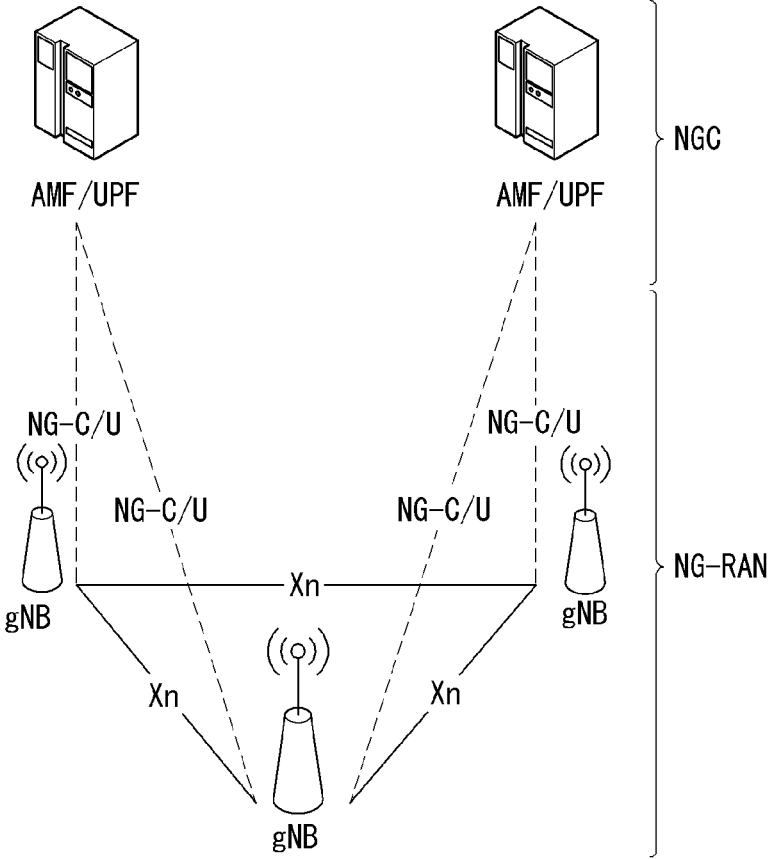 NGC
AMF/UPF
AMF/UPF
NG-C/U
NG-C/U
NG-C/U
NG-C/U
Xn
NG-RAN
gNB
gNB
Xn
Xn
gNB